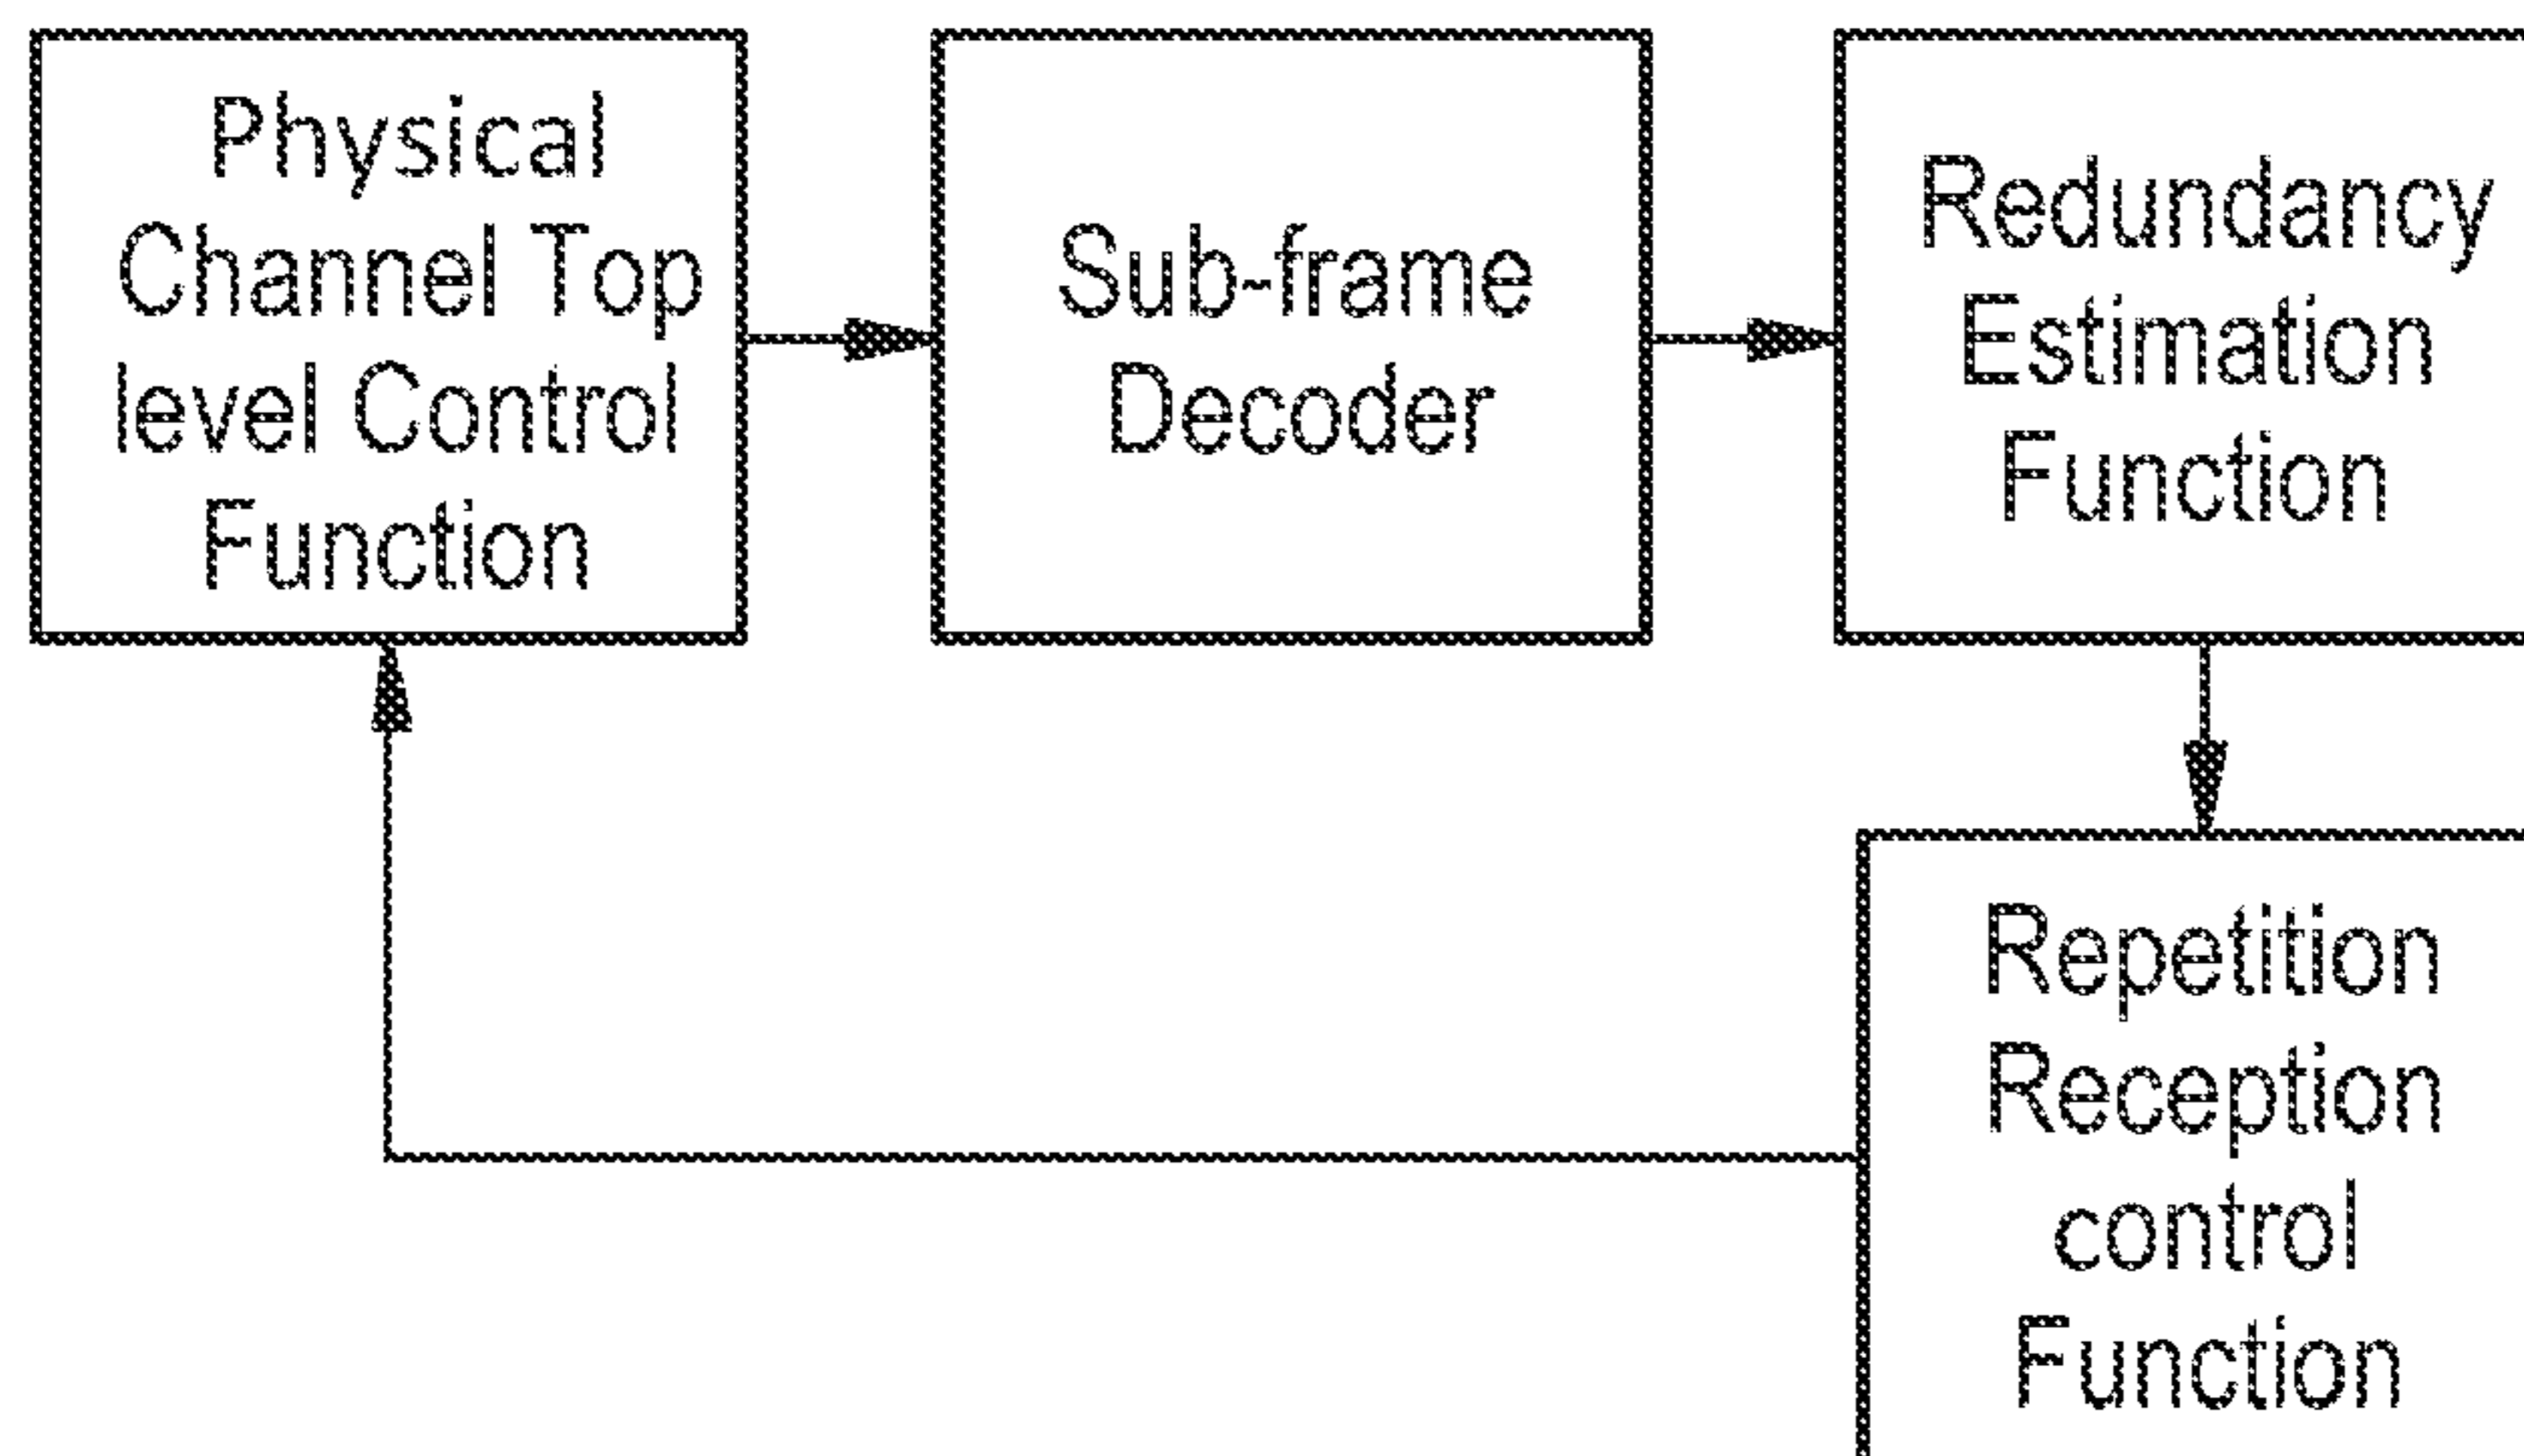 Physical
Channel Top
level Control
Function
Sub-frame
Decoder
Redundancy
Estimation
Function
Repetition
Reception
control
Function